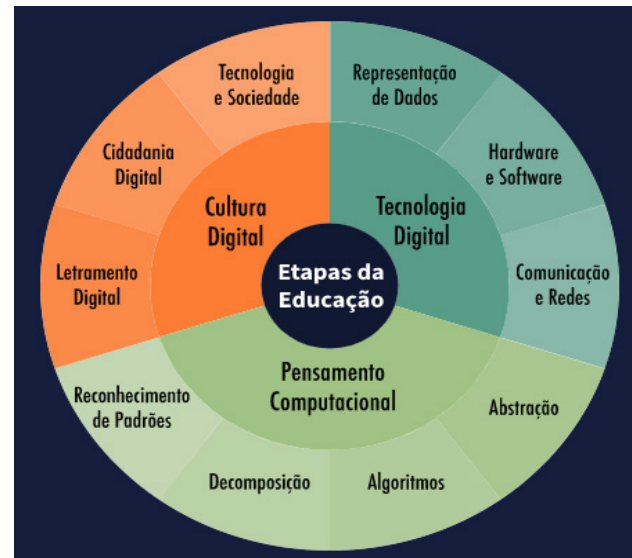 Tecnologia
e Sociedade
Representação
de Dados
Cidadania
Digital
Hardware
e Software
Cultura
Digital
Tecnologia
Digital
Letramento
Digital
Etapas da
Educação
Comunicação
e Redes
Pensamento
Computacional
Reconhecimento
de Padrões
Abstração
Decomposição
Algoritmos